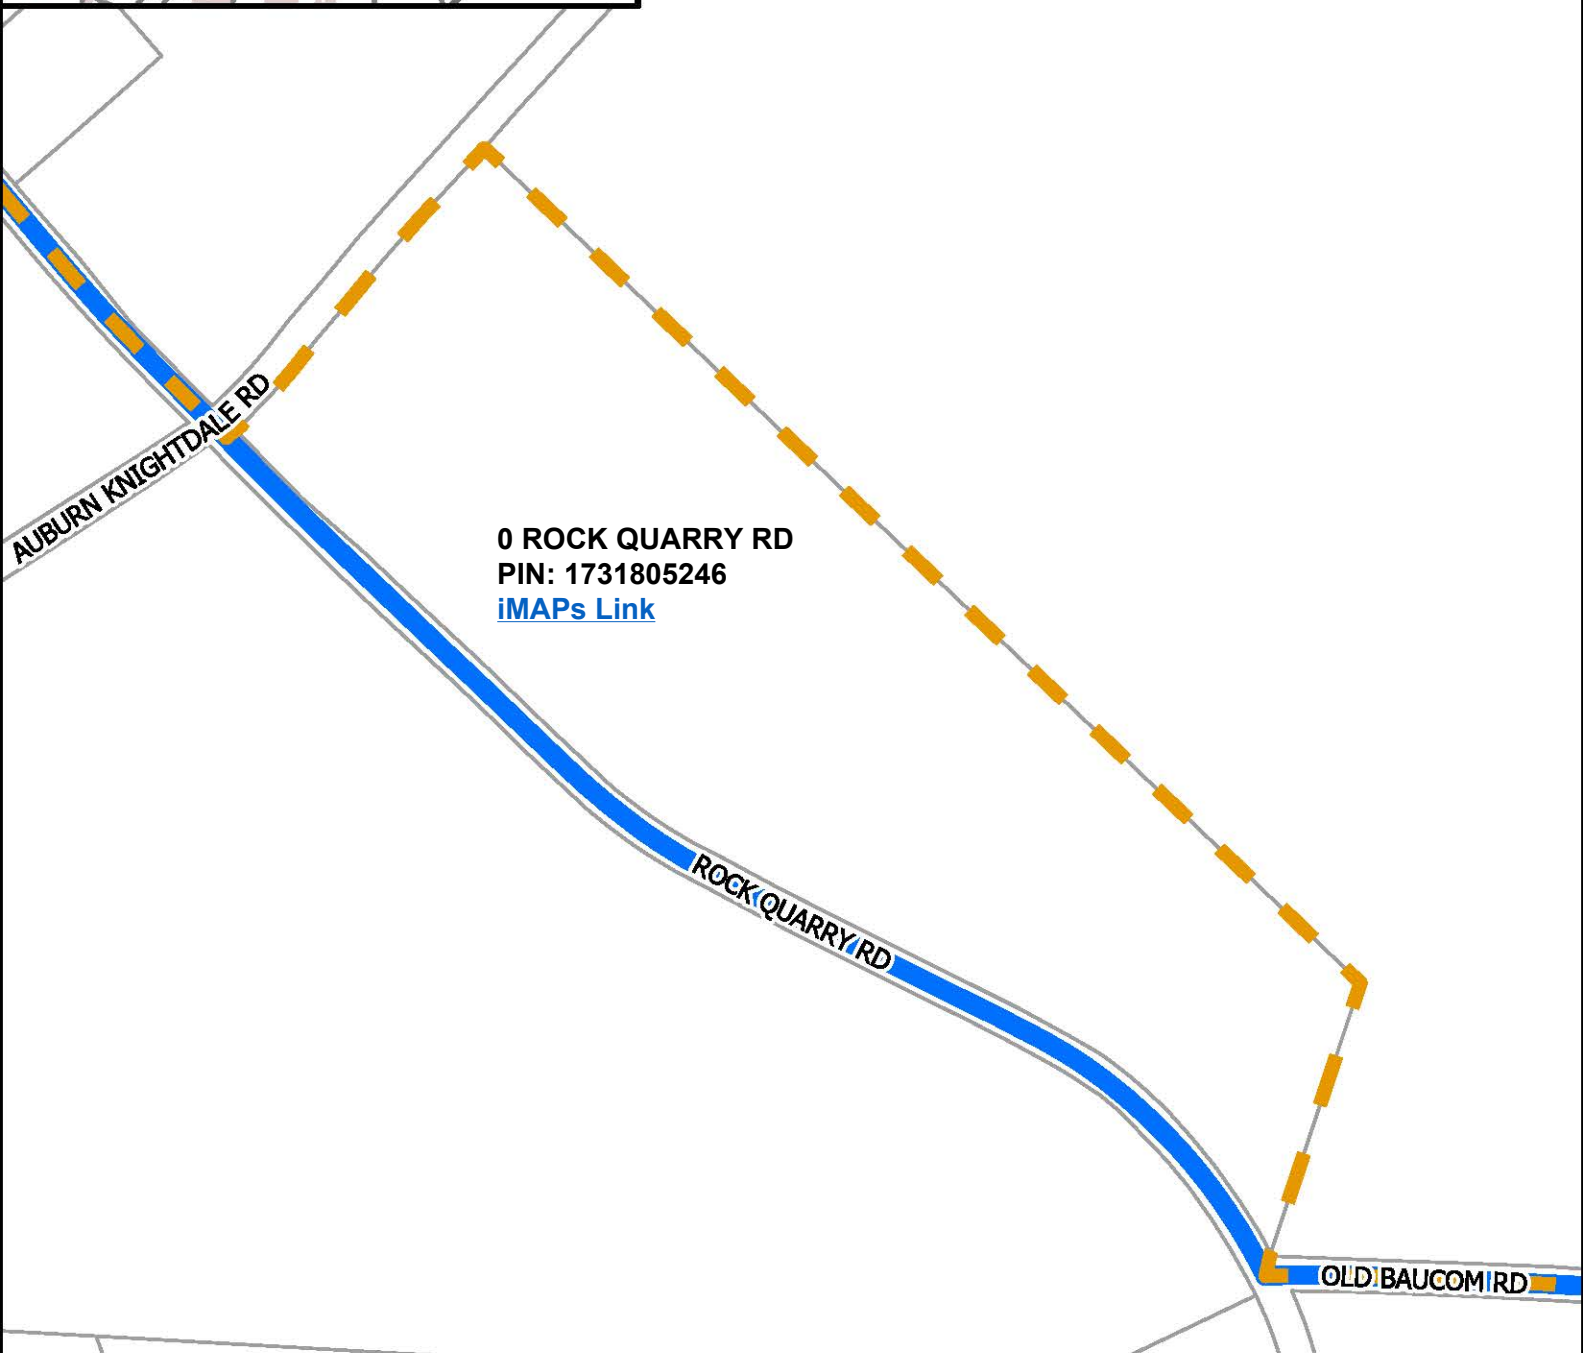 AUBURN KNIGHTDALE RD
0 ROCK QUARRY RD
PIN: 1731805246
iMAPs Link
ROCK QUARRY RD
OLD BAUCOM RD